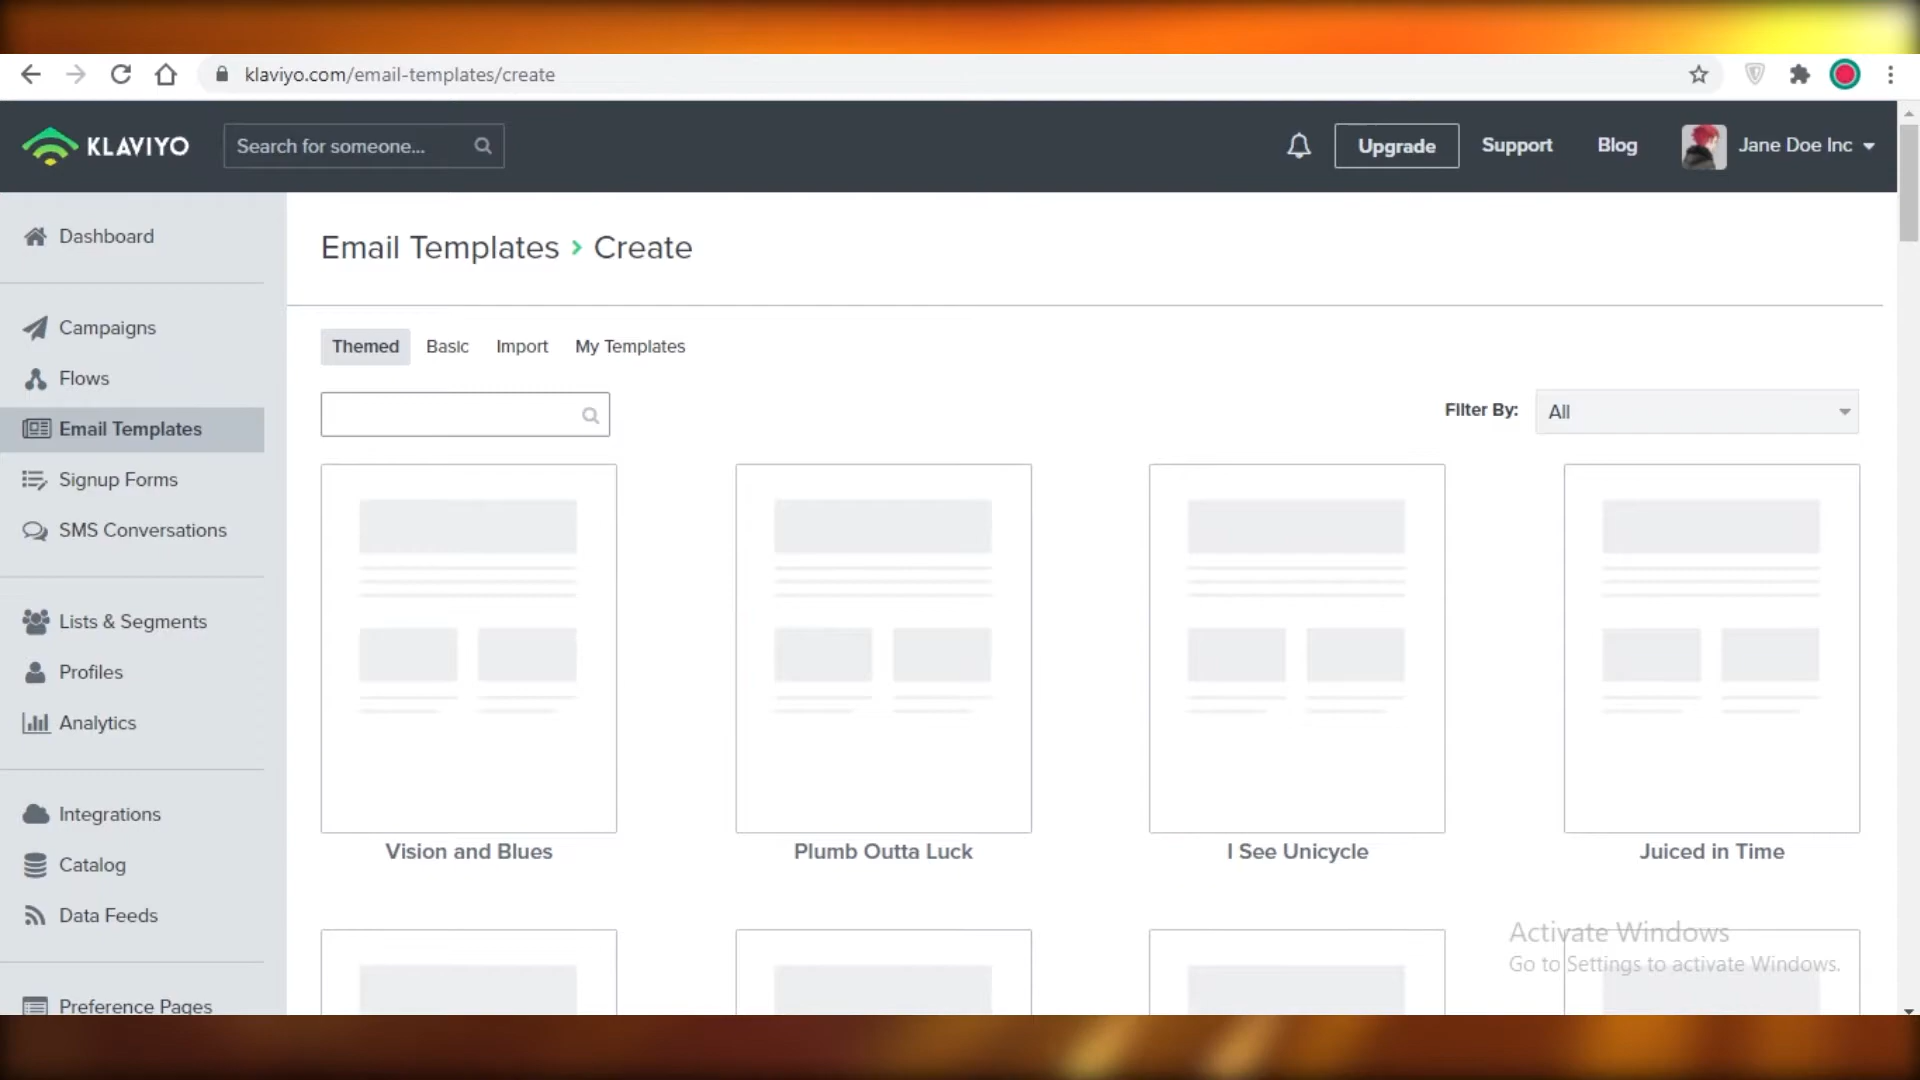 klaviyo.com/email-templates/create
KLAVIYO
Search for someone...
Upgrade
Support
Blog
Jane Doe Inc
Dashboard
Campaigns
Flows
Email Templates
Signup Forms
SMS Conversations
Lists & Segments
Profiles
Analytics
Integrations
Catalog
Data Feeds
Preference Pages
Email Templates > Create
Themed
Basic
Import
My Templates
Filter By:
All
Vision and Blues
Plumb Outta Luck
I See Unicycle
Juiced in Time
Activate Windows
Go to Settings to activate Windows.